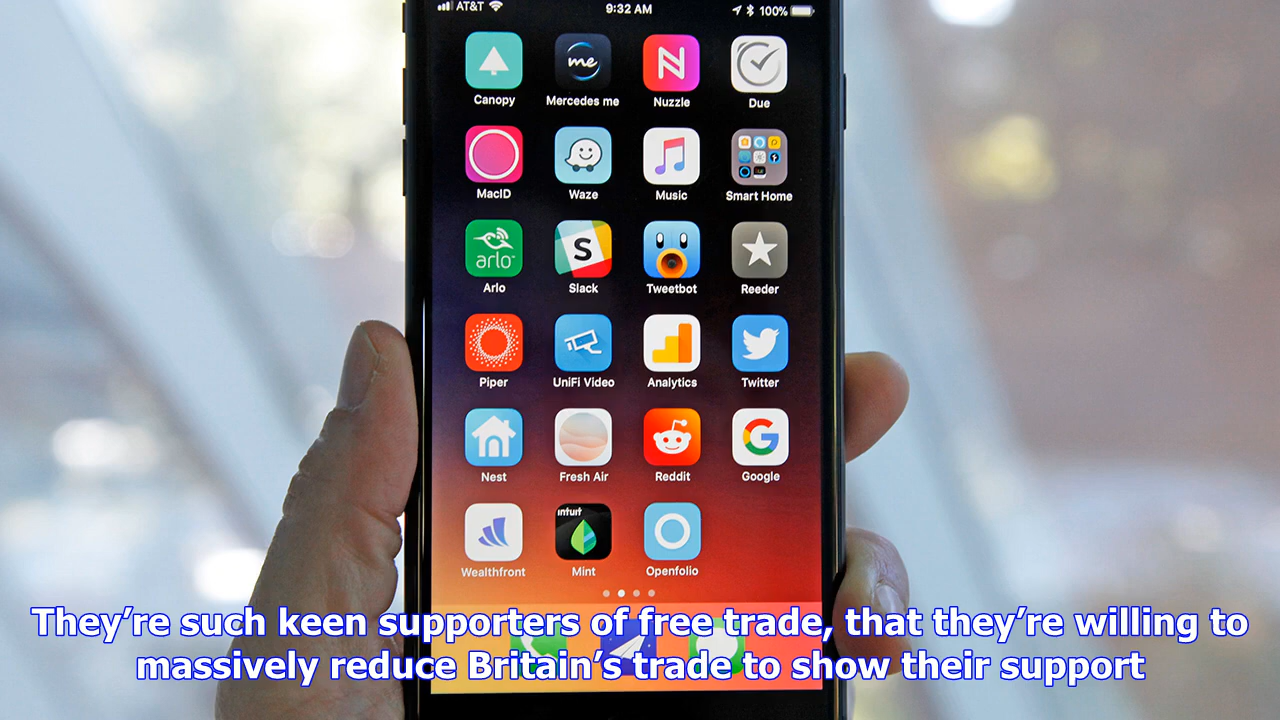 AT&T 9:32 AM 100%
me N
Canopy Mercedes me Nuzzle Due
MacID Waze Music Smart Home
arlo S
Arlo Slack Tweetbot Reeder
Piper UniFi Video Analytics Twitter
G
Nest Fresh Air Reddit Google
intuit
Wealthfront Mint Openfolio
They’re such keen supporters of free trade, that they’re willing to
massively reduce Britain’s trade to show their support